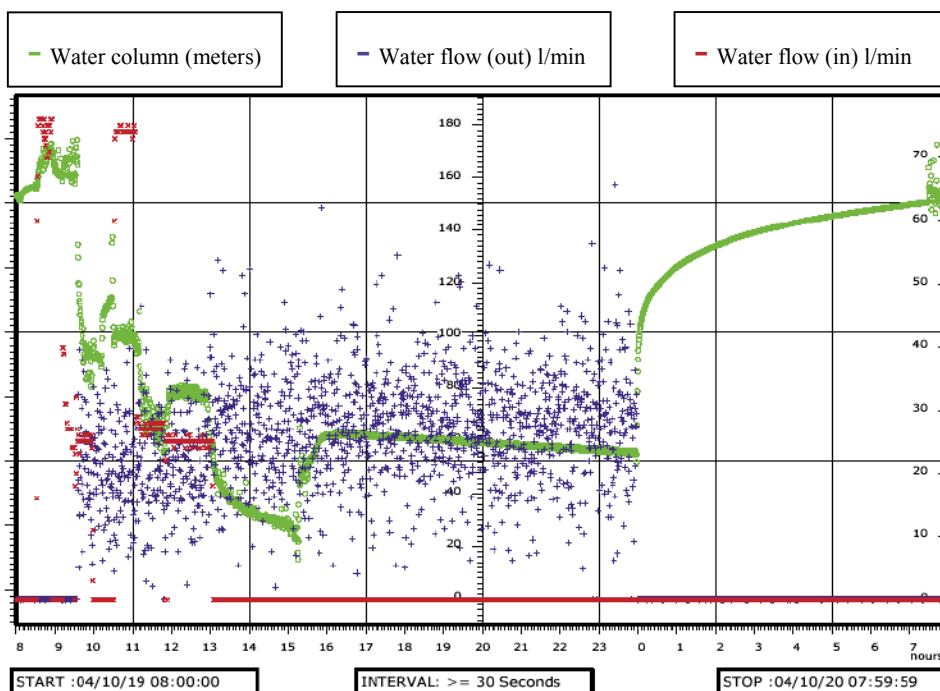 Water column (meters)
Water flow (out) l/min
Water flow (in) l/min
180
160
140
120
100
80
60
40
20
0
70
60
50
40
30
20
10
0
8 9 10 11 12 13 14 15 16 17 18 19 20 21 22 23 0 1 2 3 4 5 6 7
hours
START :04/10/19 08:00:00
INTERVAL: >= 30 Seconds
STOP :04/10/20 07:59:59